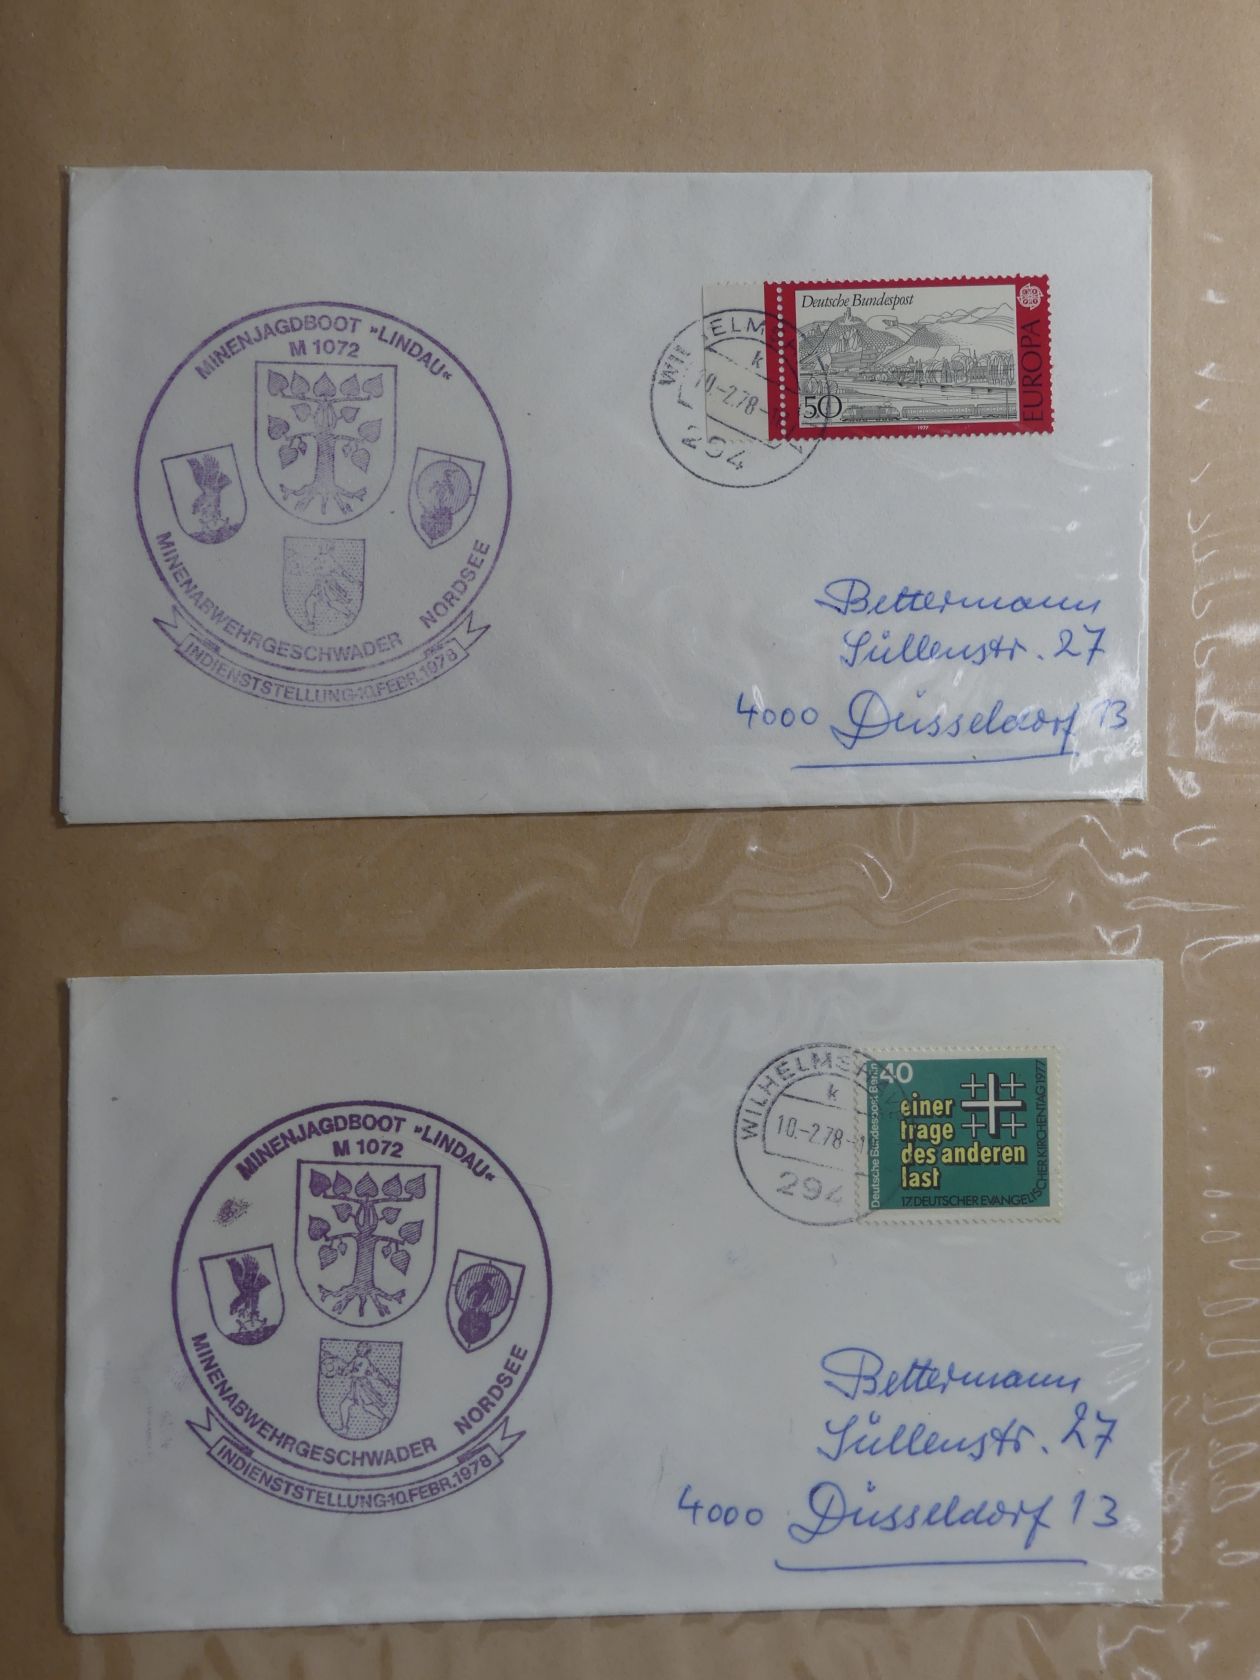 MINENJAGDBOOT »LINDAU«
M 1072
MINENABWEHRGESCHWADER NORDSEE
INDIENSTSTELLUNG·10.FEBR.1978
k
10.-2.78-
294
Deutsche Bundespost
50
EUROPA
1977
Bettermann
Süllenstr. 27
4000 Düsseldorf 13
MINENJAGDBOOT »LINDAU«
M 1072
MINENABWEHRGESCHWADER NORDSEE
INDIENSTSTELLUNG·10.FEBR.1978
k
10.-2.78-
294
40
Deutsche Bundespost Berlin
einer
trage
des anderen
last
17. DEUTSCHER EVANGELISCHER KIRCHENTAG 1977
Bettermann
Süllenstr. 27
4000 Düsseldorf 13